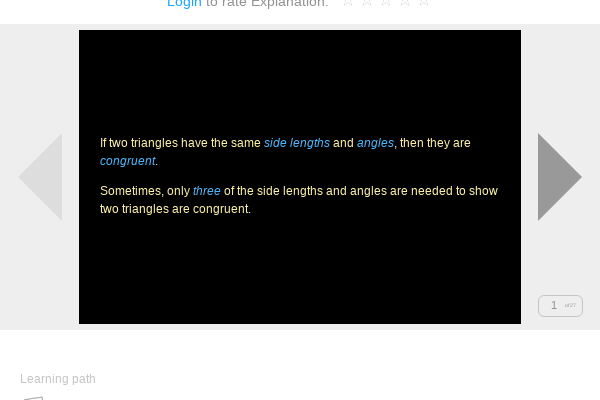 Login to rate Explanation:
If two triangles have the same side lengths and angles, then they are
congruent.
Sometimes, only three of the side lengths and angles are needed to show
two triangles are congruent.
1 of 27
Learning path